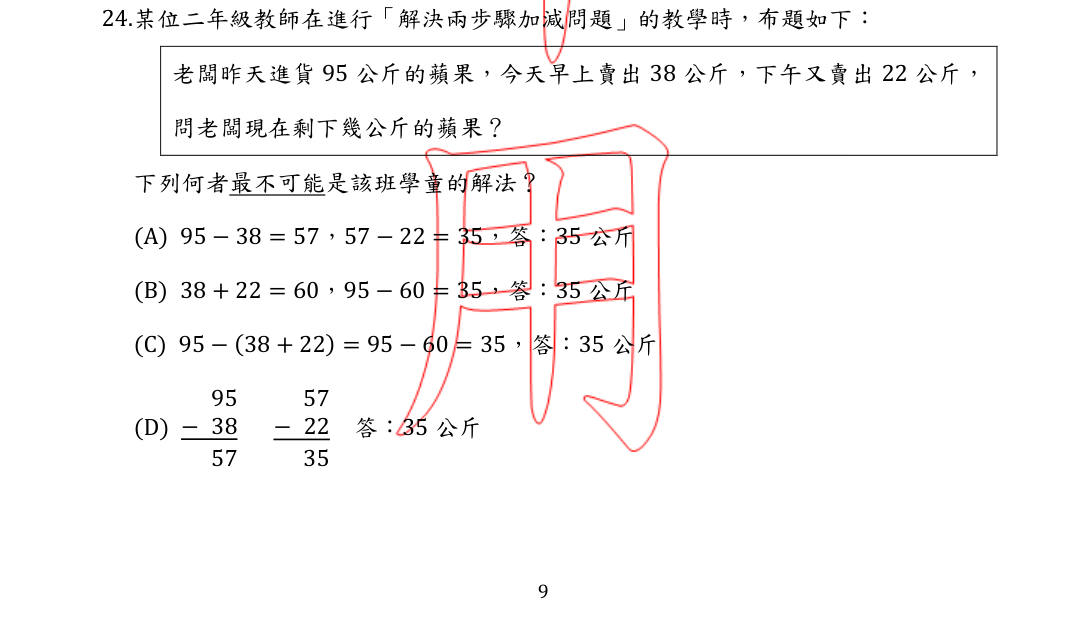 24.某位二年級教師在進行「解決兩步驟加減問題」的教學時,布題如下:
老闆昨天進貨 95 公斤的蘋果,今天早上賣出 38 公斤,下午又賣出 22 公斤,
問老闆現在剩下幾公斤的蘋果?
下列何者最不可能是該班學童的解法?
(A) 95 − 38 = 57,57 − 22 = 35,答:35 公斤
(B) 38 + 22 = 60,95 − 60 = 35,答:35 公斤
(C) 95 − (38 + 22) = 95 − 60 = 35,答:35 公斤
95 57
(D) − 38 − 22 答:35 公斤
57 35
用
9